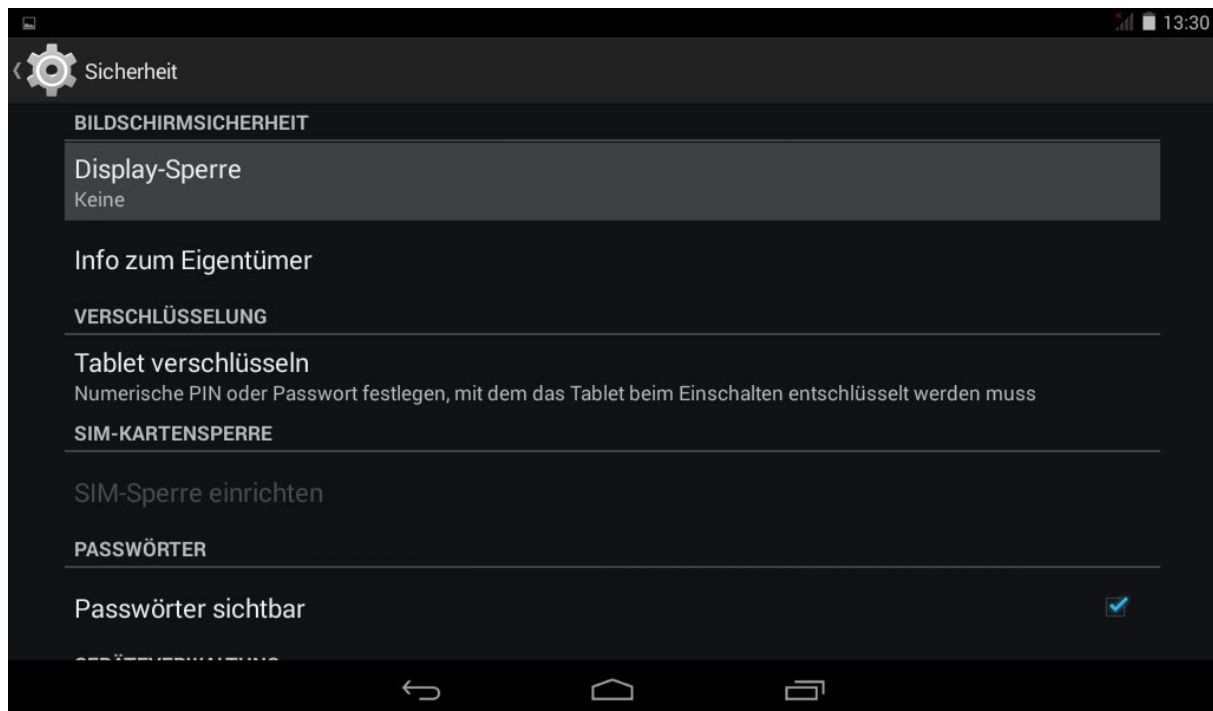 13:30
Sicherheit
BILDSCHIRMSICHERHEIT
Display-Sperre
Keine
Info zum Eigentümer
VERSCHLÜSSELUNG
Tablet verschlüsseln
Numerische PIN oder Passwort festlegen, mit dem das Tablet beim Einschalten entschlüsselt werden muss
SIM-KARTENSPERRE
SIM-Sperre einrichten
PASSWÖRTER
Passwörter sichtbar
GERÄTEVERWALTUNG